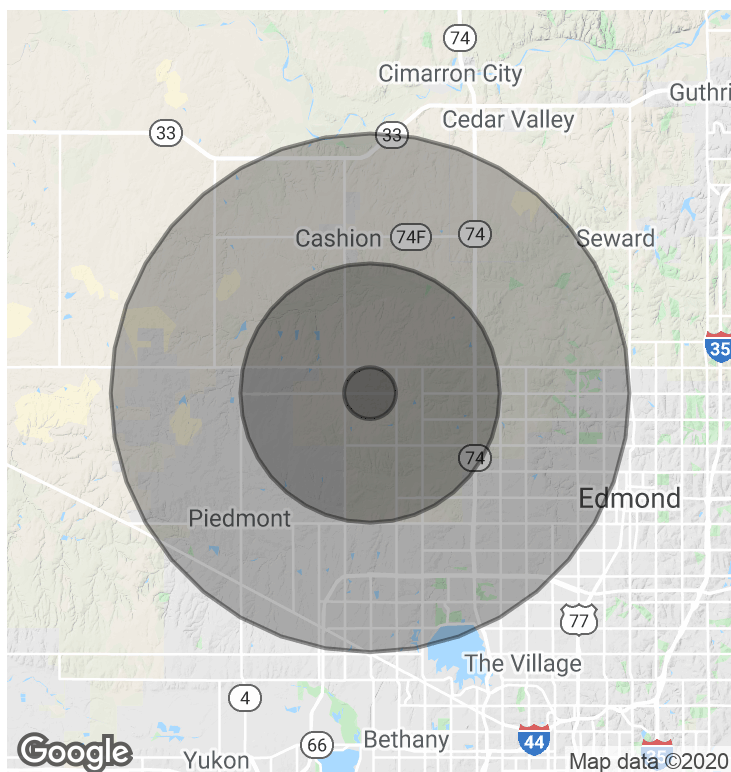 74
Cimarron City
Guthri
Cedar Valley
33
33
Cashion
74F
74
Seward
35
74
Edmond
Piedmont
77
The Village
4
66
Bethany
44
Yukon
Google
Map data ©2020